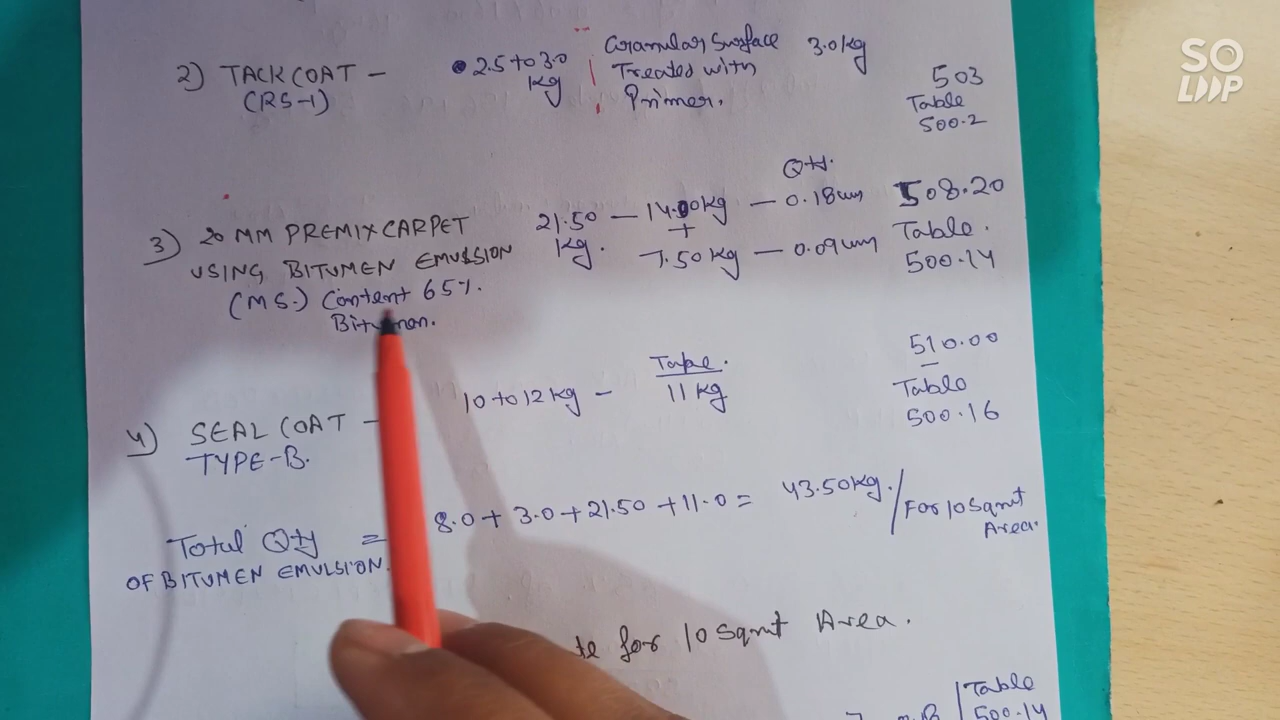 SO
LOOP
2) TACK COAT - • 2.5 to 3.0 Granular Surface 3.0 kg
(RS-1) kg Treated with
Primer.
503
Table
500.2
Qty.
3) 20 MM PREMIX CARPET 21.50 - 14.00 kg - 0.18 cum 508.20
USING BITUMEN EMULSION kg. + Table.
7.50 kg - 0.09 cum 500.14
(MS.) Content 65%.
Bitumen.
4) SEAL COAT - 10 to 12 kg - Table. 510.00
TYPE-B. 11 kg Table
500.16
Total Qty = 8.0 + 3.0 + 21.50 + 11.0 = 43.50 kg. / For 10 Sqmt
OF BITUMEN EMULSION. Area.
for 10 Sqmt Area.
Table
500.14